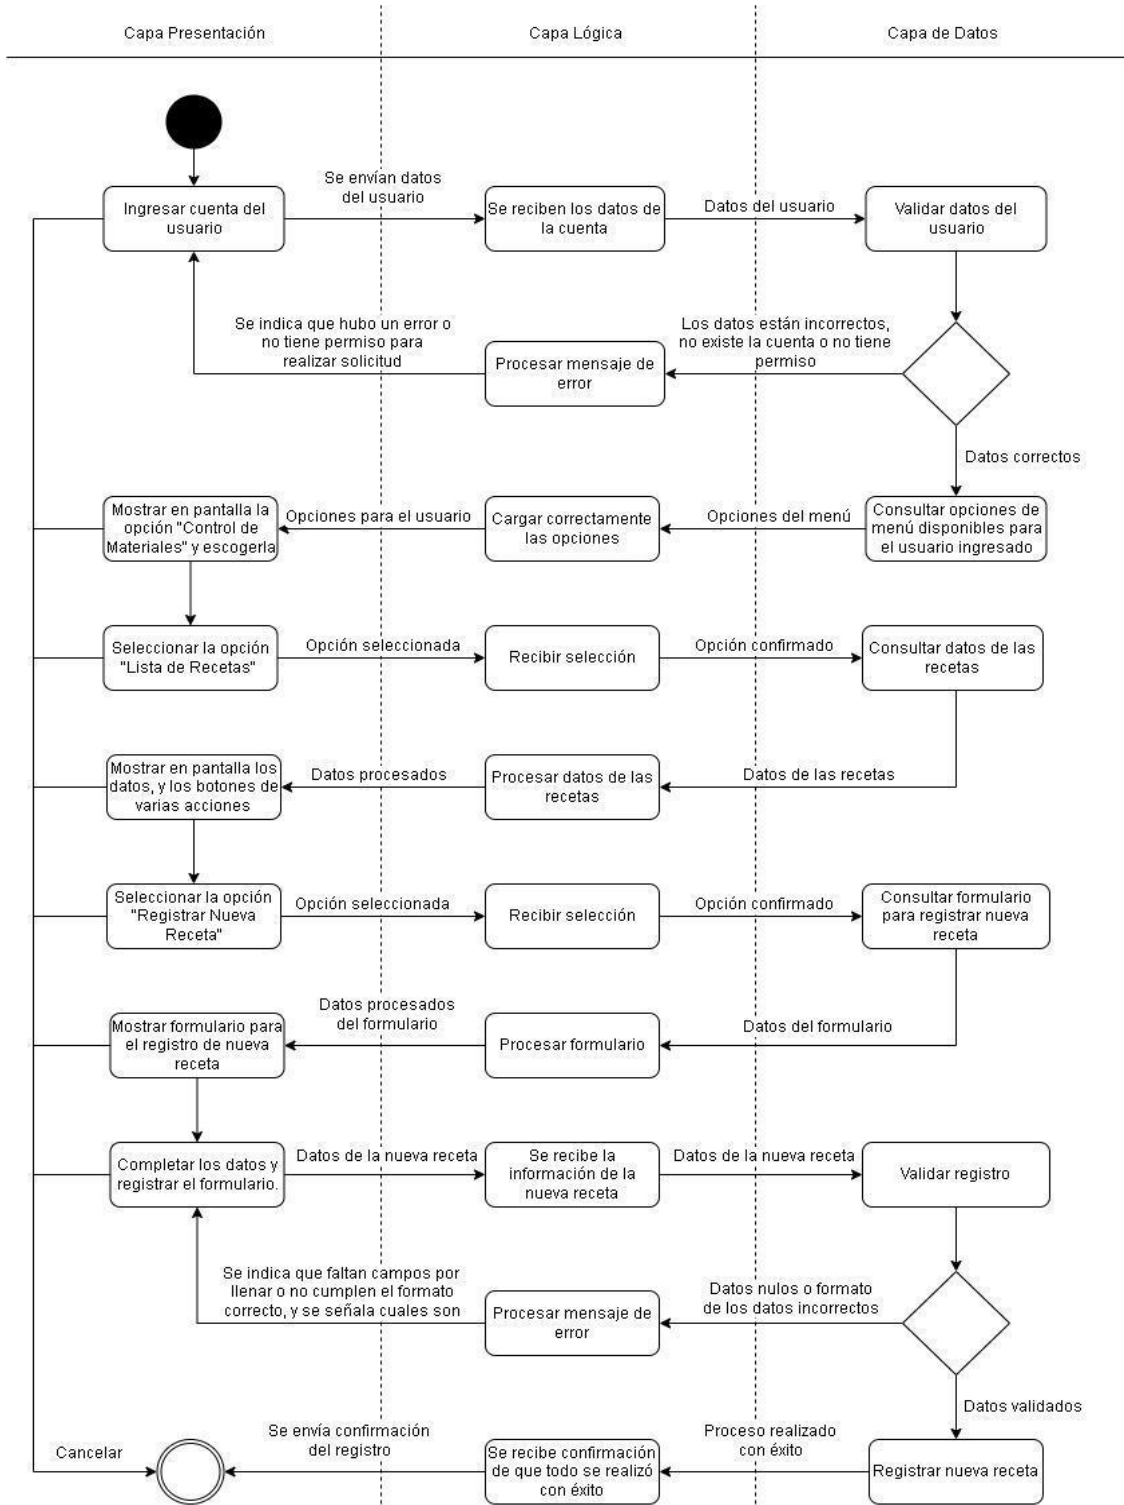 Capa Presentación
Capa Lógica
Capa de Datos
Se envían datos
del usuario
Ingresar cuenta del
usuario
Se reciben los datos de
la cuenta
Datos del usuario
Validar datos del
usuario
Se indica que hubo un error o
no tiene permiso para
realizar solicitud
Procesar mensaje de
error
Los datos están incorrectos,
no existe la cuenta o no tiene
permiso
Datos correctos
Mostrar en pantalla la
opción "Control de
Materiales" y escogerla
Opciones para el usuario
Cargar correctamente
las opciones
Opciones del menú
Consultar opciones de
menú disponibles para
el usuario ingresado
Seleccionar la opción
"Lista de Recetas"
Opción seleccionada
Recibir selección
Opción confirmado
Consultar datos de las
recetas
Mostrar en pantalla los
datos, y los botones de
varias acciones
Datos procesados
Procesar datos de las
recetas
Datos de las recetas
Seleccionar la opción
"Registrar Nueva
Receta"
Opción seleccionada
Recibir selección
Opción confirmado
Consultar formulario
para registrar nueva
receta
Mostrar formulario para
el registro de nueva
receta
Datos procesados
del formulario
Procesar formulario
Datos del formulario
Completar los datos y
registrar el formulario.
Datos de la nueva receta
Se recibe la
información de la
nueva receta
Datos de la nueva receta
Validar registro
Se indica que faltan campos por
llenar o no cumplen el formato
correcto, y se señala cuales son
Procesar mensaje de
error
Datos nulos o formato
de los datos incorrectos
Datos validados
Cancelar
Se envía confirmación
del registro
Se recibe confirmación
de que todo se realizó
con éxito
Proceso realizado
con éxito
Registrar nueva receta